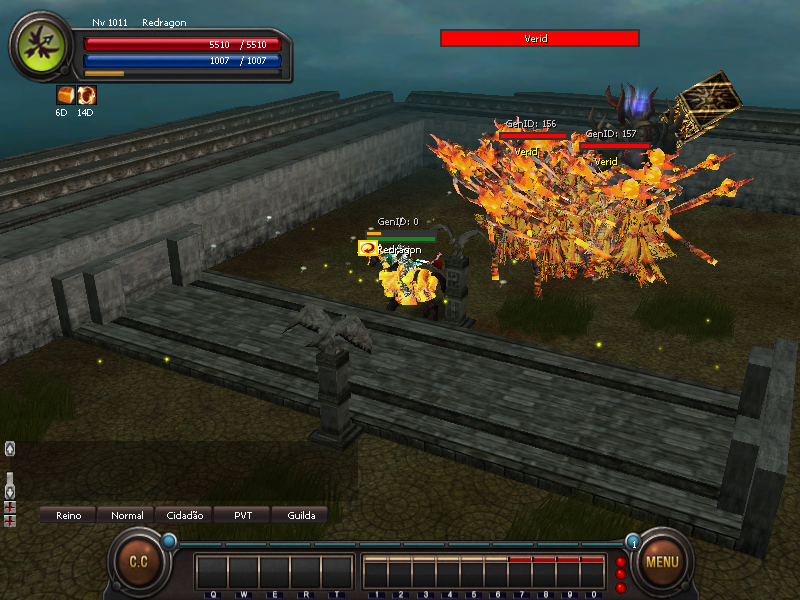 Nv 1011 Redragon
5510 / 5510
1007 / 1007
6D 14D
Verid
GenID: 156
Verid
GenID: 157
Verid
GenID: 0
Redragon
Reino Normal Cidadão PVT Guilda
C.C
1
MENU
Q W E R T 1 2 3 4 5 6 7 8 9 0